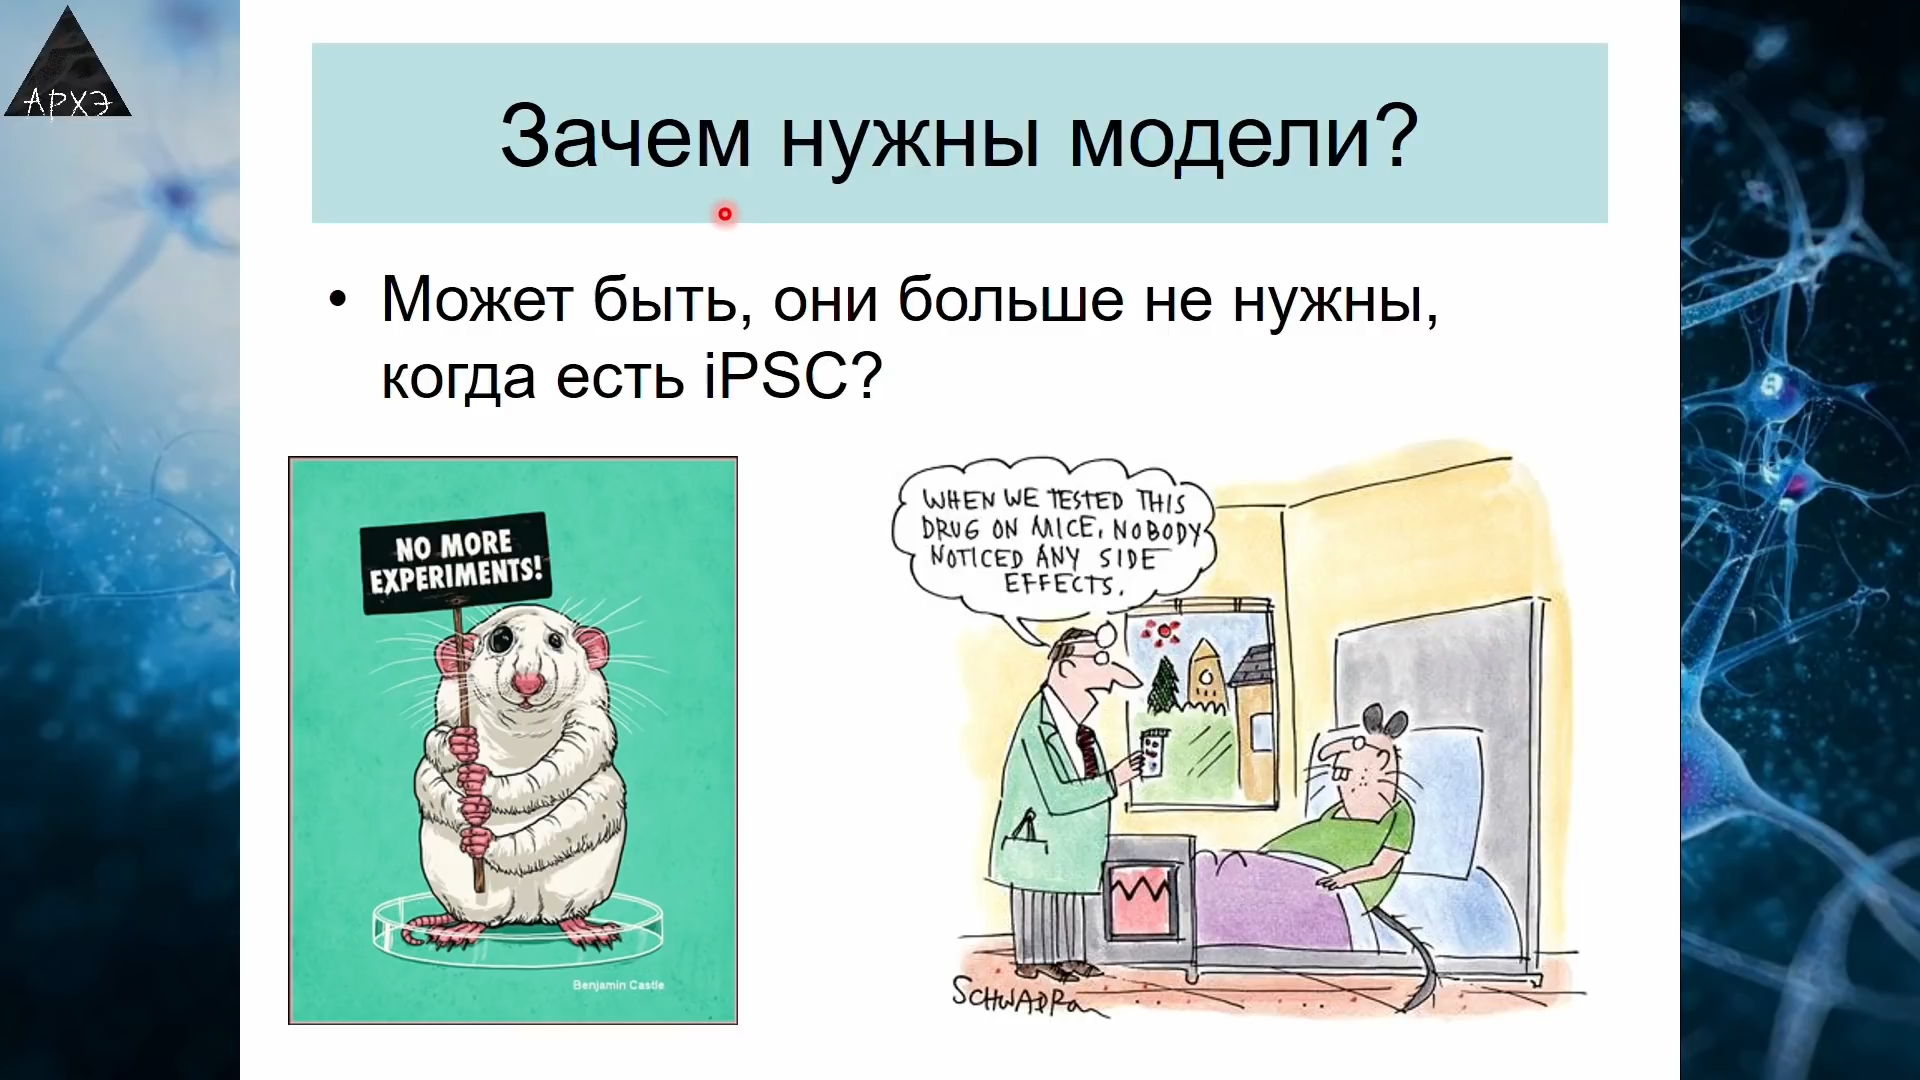 АРХЭ
Зачем нужны модели?
• Может быть, они больше не нужны,
когда есть iPSC?
NO MORE
EXPERIMENTS!
Benjamin Castle
WHEN WE TESTED THIS
DRUG ON MICE, NOBODY
NOTICED ANY SIDE
EFFECTS.